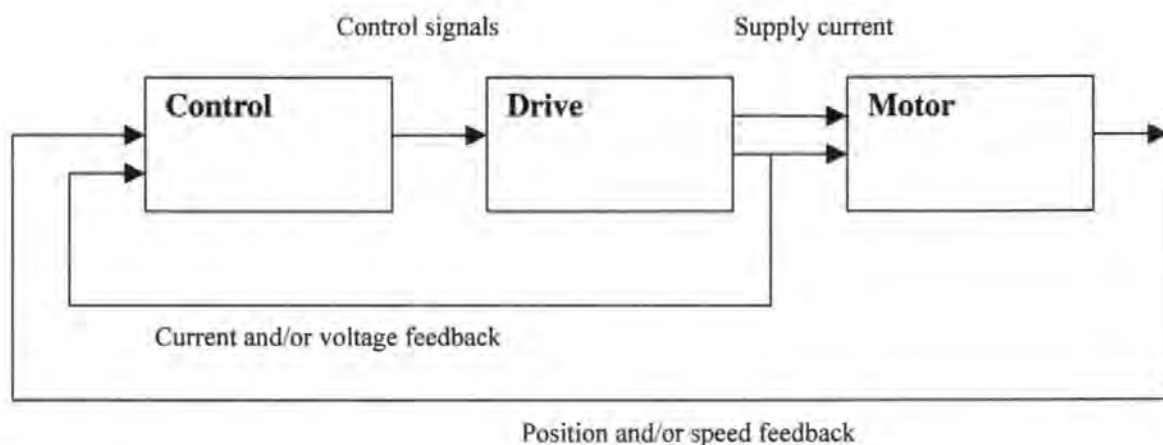 Control signals
Supply current
Control
Drive
Motor
Current and/or voltage feedback
Position and/or speed feedback